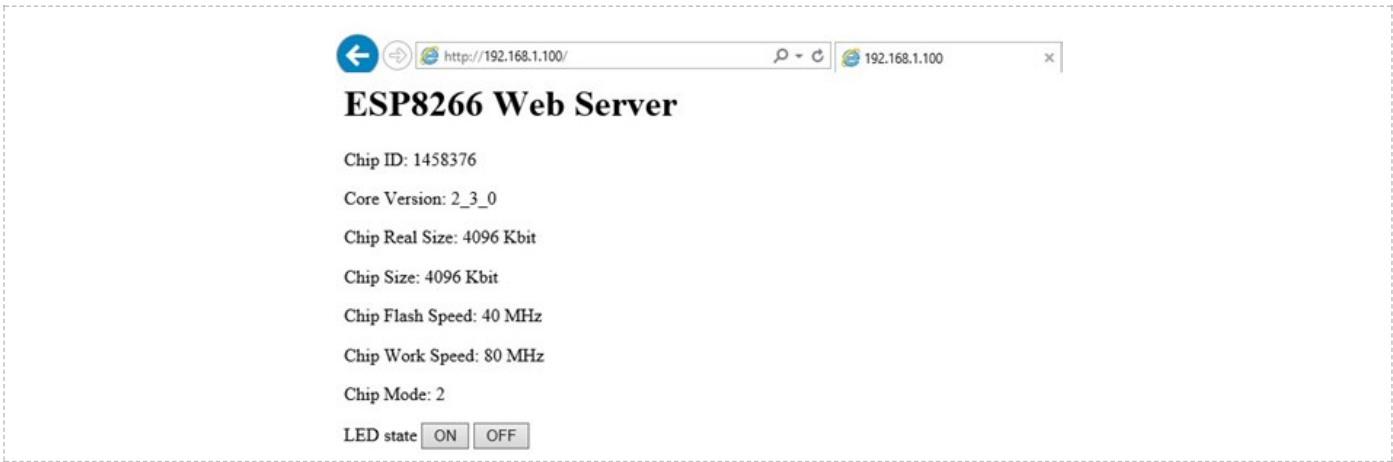 http://192.168.1.100/ 192.168.1.100
ESP8266 Web Server
Chip ID: 1458376
Core Version: 2_3_0
Chip Real Size: 4096 Kbit
Chip Size: 4096 Kbit
Chip Flash Speed: 40 MHz
Chip Work Speed: 80 MHz
Chip Mode: 2
LED state ON OFF